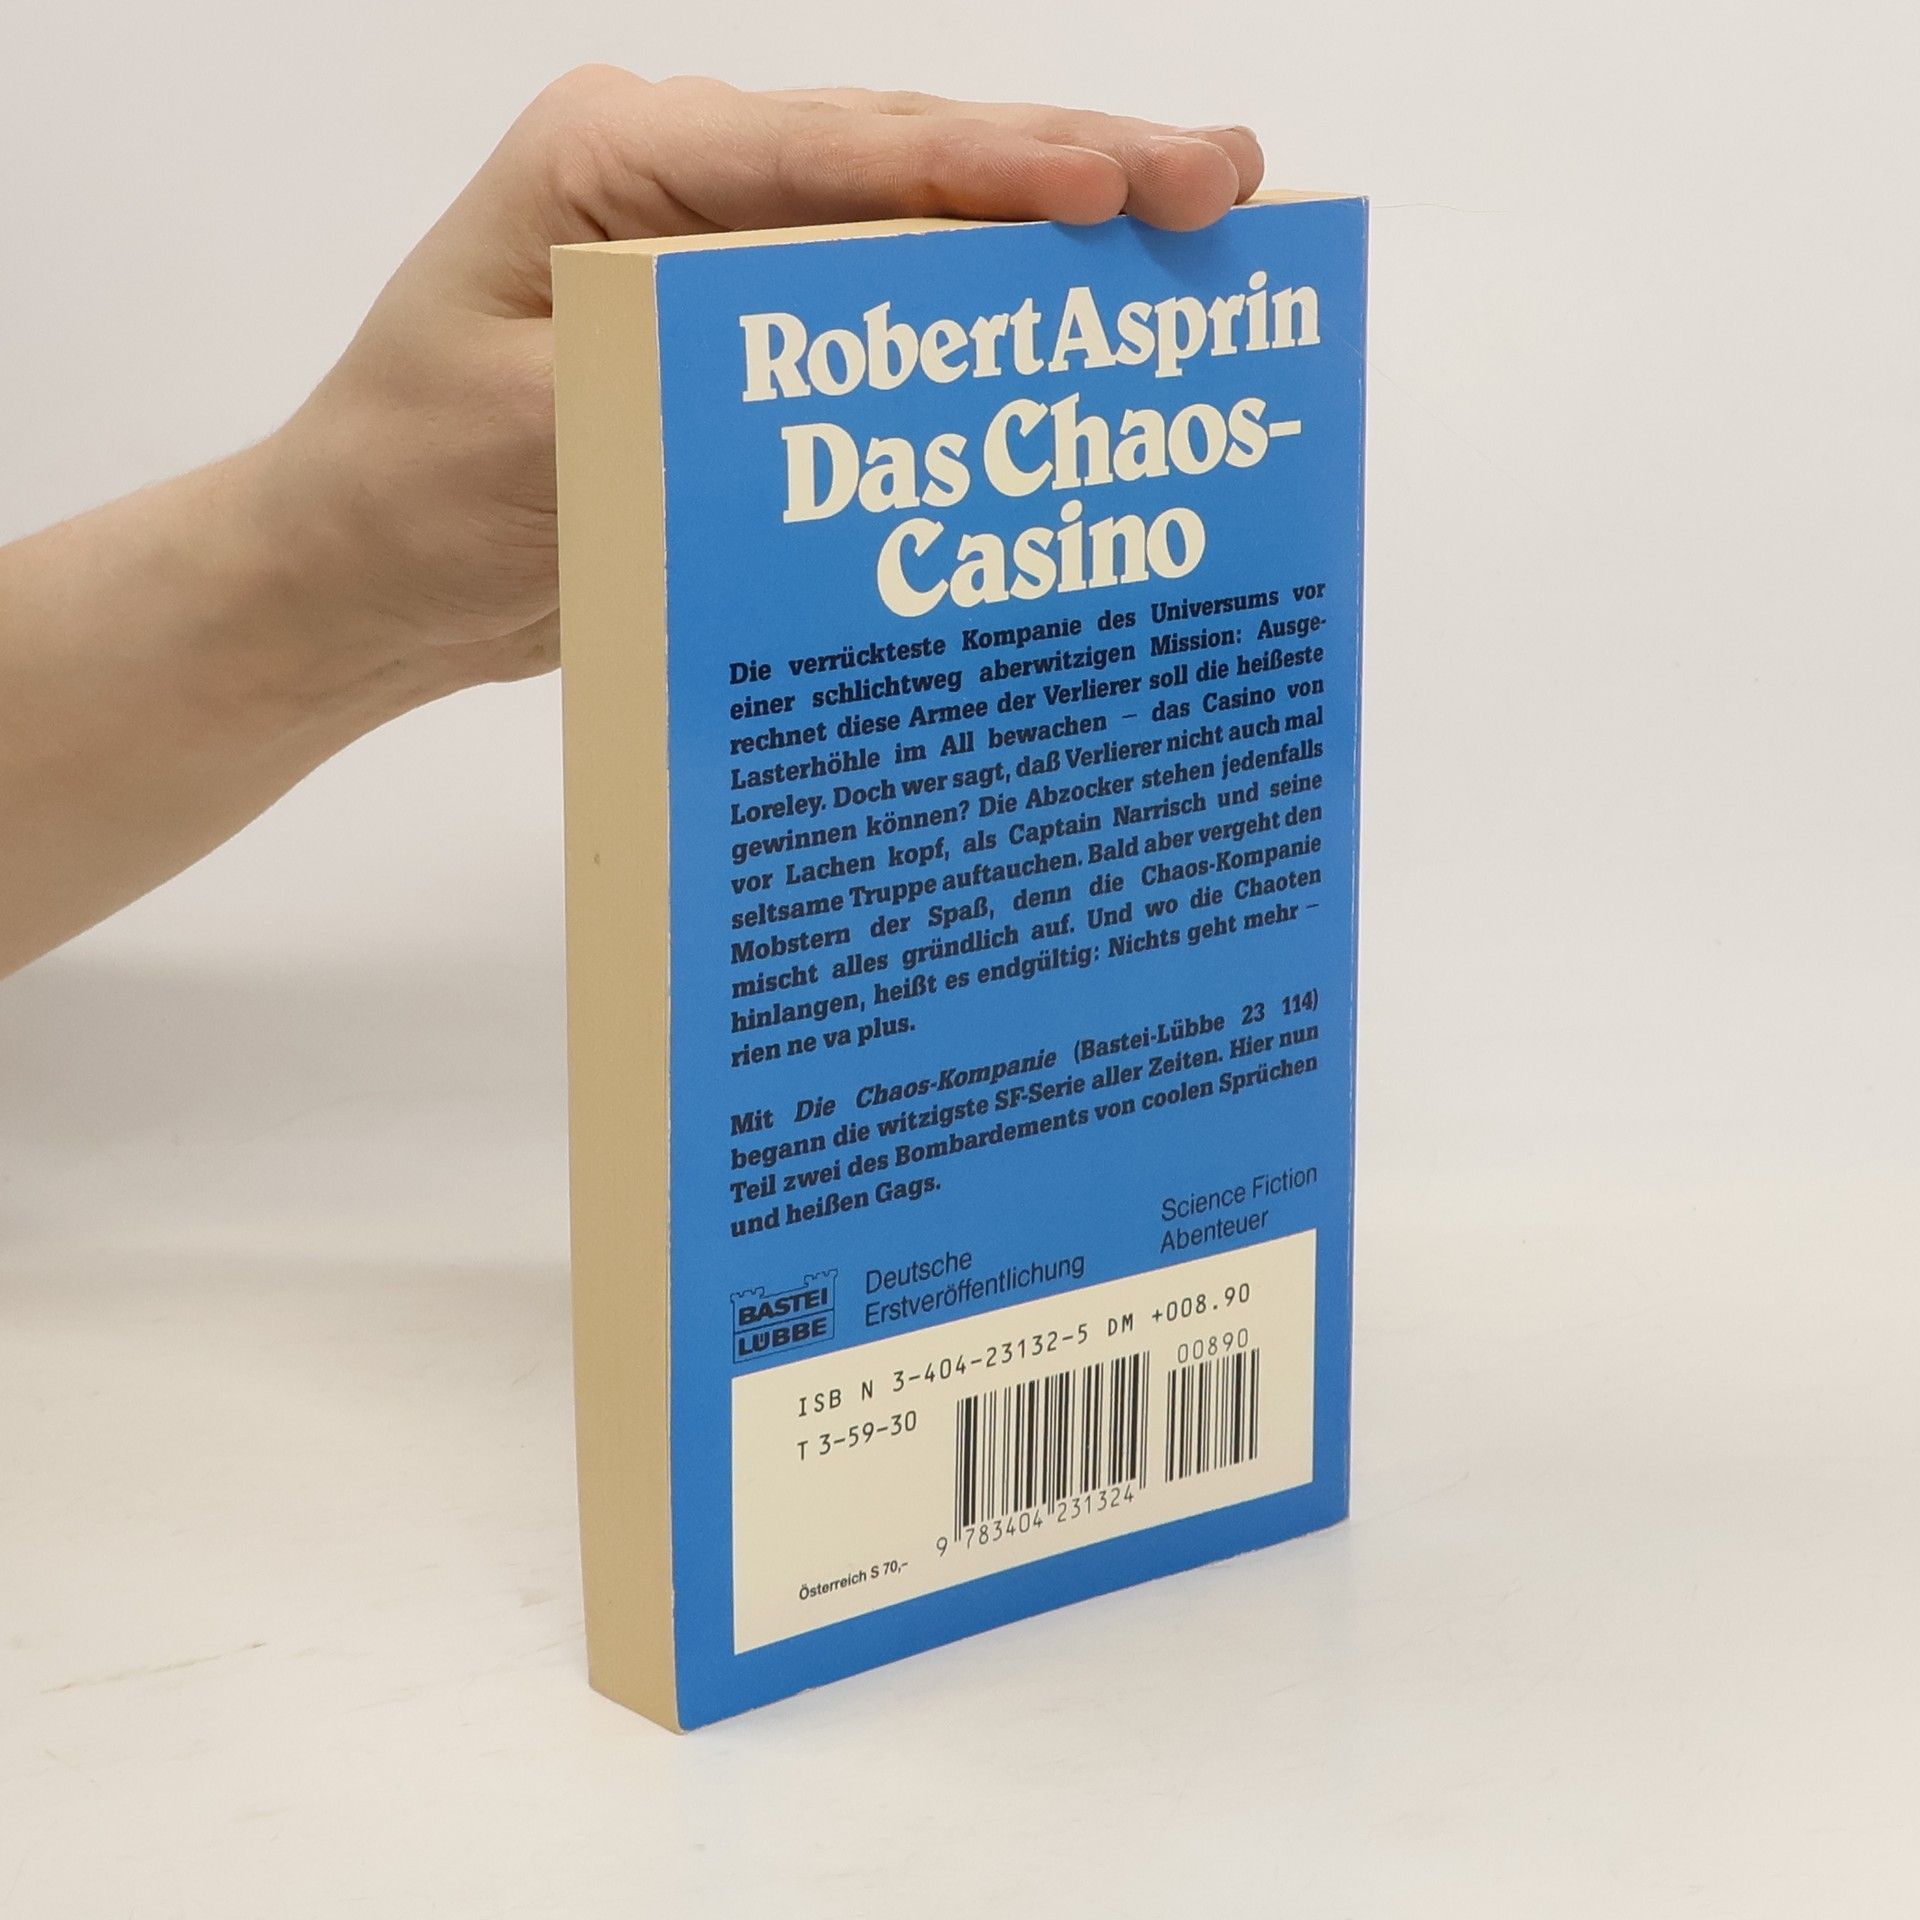 Robert Asprin
Das Chaos-
Casino
Die verrückteste Kompanie des Universums vor
einer schlichtweg aberwitzigen Mission: Ausge-
rechnet diese Armee der Verlierer soll die heißeste
Lasterhöhle im All bewachen – das Casino von
Loreley. Doch wer sagt, daß Verlierer nicht auch mal
gewinnen können? Die Abzocker stehen jedenfalls
vor Lachen kopf, als Captain Narrisch und seine
seltsame Truppe auftauchen. Bald aber vergeht den
Mobstern der Spaß, denn die Chaos-Kompanie
mischt alles gründlich auf. Und wo die Chaoten
hinlangen, heißt es endgültig: Nichts geht mehr –
rien ne va plus.
Mit Die Chaos-Kompanie (Bastei-Lübbe 23 114)
begann die witzigste SF-Serie aller Zeiten. Hier nun
Teil zwei des Bombardements von coolen Sprüchen
und heißen Gags.
BASTEI
LÜBBE
Deutsche
Erstveröffentlichung
Science Fiction
Abenteuer
ISB N 3-404-23132-5 DM +008.90
T 3-59-30
00890
9 783404 231324
Österreich S 70,-